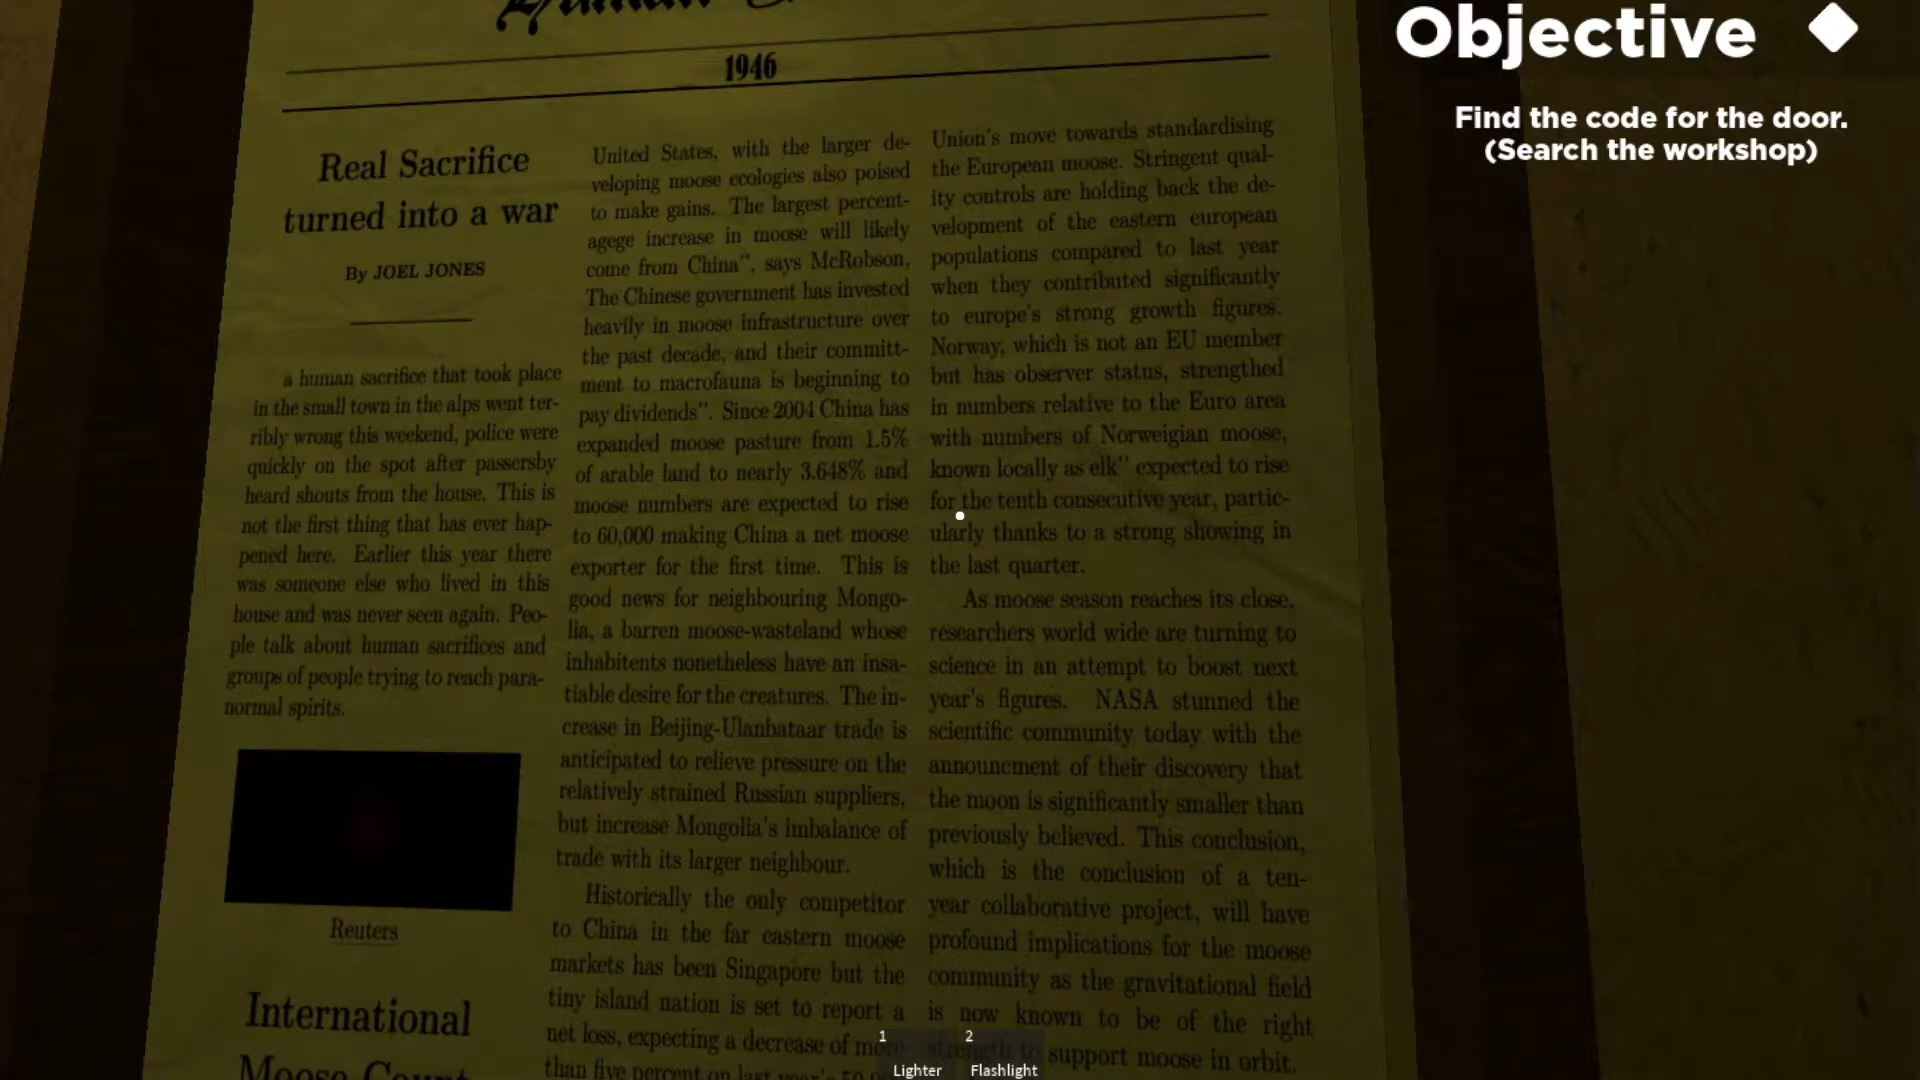 Human
1946
Real Sacrifice
turned into a war
By JOEL JONES
a human sacrifice that took place
in the small town in the alps went ter-
ribly wrong this weekend, police were
quickly on the spot after passersby
heard shouts from the house. This is
not the first thing that has ever hap-
pened here. Earlier this year there
was someone else who lived in this
house and was never seen again. Peo-
ple talk about human sacrifices and
groups of people trying to reach para-
normal spirits.
Reuters
International
Moose Count
United States, with the larger de-
veloping moose ecologies also poised
to make gains. The largest percent-
agege increase in moose will likely
come from China", says McRobson,
The Chinese government has invested
heavily in moose infrastructure over
the past decade, and their committ-
ment to macrofauna is beginning to
pay dividends". Since 2004 China has
expanded moose pasture from 1.5%
of arable land to nearly 3.648% and
moose numbers are expected to rise
to 60,000 making China a net moose
exporter for the first time. This is
good news for neighbouring Mongo-
lia, a barren moose-wasteland whose
inhabitents nonetheless have an insa-
tiable desire for the creatures. The in-
crease in Beijing-Ulanbataar trade is
anticipated to relieve pressure on the
relatively strained Russian suppliers,
but increase Mongolia's imbalance of
trade with its larger neighbour.
Historically the only competitor
to China in the far eastern moose
markets has been Singapore but the
tiny island nation is set to report a
net loss, expecting a decrease of more
than five percent on last year's 50,
Union's move towards standardising
the European moose. Stringent qual-
ity controls are holding back the de-
velopment of the eastern european
populations compared to last year
when they contributed significantly
to europe's strong growth figures.
Norway, which is not an EU member
but has observer status, strengthed
in numbers relative to the Euro area
with numbers of Norweigian moose,
known locally as elk" expected to rise
for the tenth consecutive year, partic-
ularly thanks to a strong showing in
the last quarter.
As moose season reaches its close,
researchers world wide are turning to
science in an attempt to boost next
year's figures. NASA stunned the
scientific community today with the
announcment of their discovery that
the moon is significantly smaller than
previously believed. This conclusion,
which is the conclusion of a ten-
year collaborative project, will have
profound implications for the moose
community as the gravitational field
is now known to be of the right
strength to support moose in orbit.
Objective
Find the code for the door.
(Search the workshop)
1
Lighter
2
Flashlight